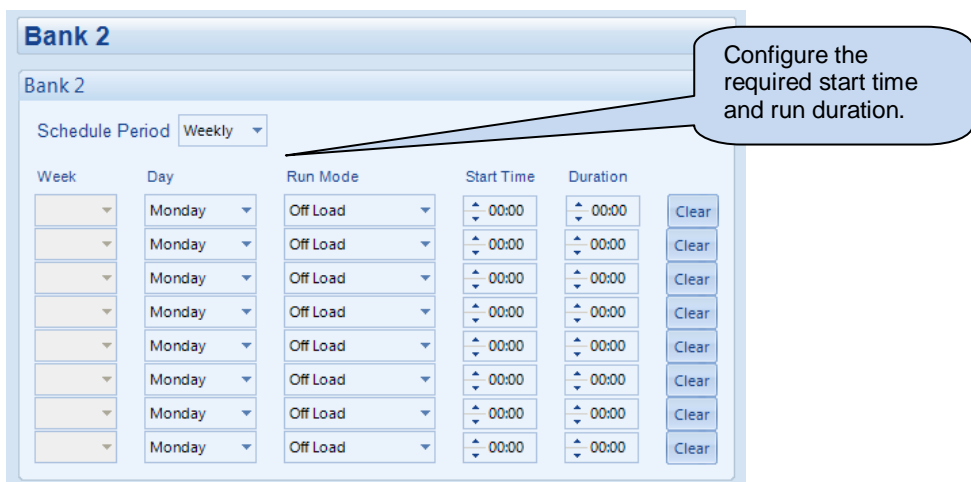 Bank 2
Configure the
required start time
and run duration.
Bank 2
Schedule Period Weekly
Week Day Run Mode Start Time Duration
Monday Off Load 00:00 00:00 Clear
Monday Off Load 00:00 00:00 Clear
Monday Off Load 00:00 00:00 Clear
Monday Off Load 00:00 00:00 Clear
Monday Off Load 00:00 00:00 Clear
Monday Off Load 00:00 00:00 Clear
Monday Off Load 00:00 00:00 Clear
Monday Off Load 00:00 00:00 Clear